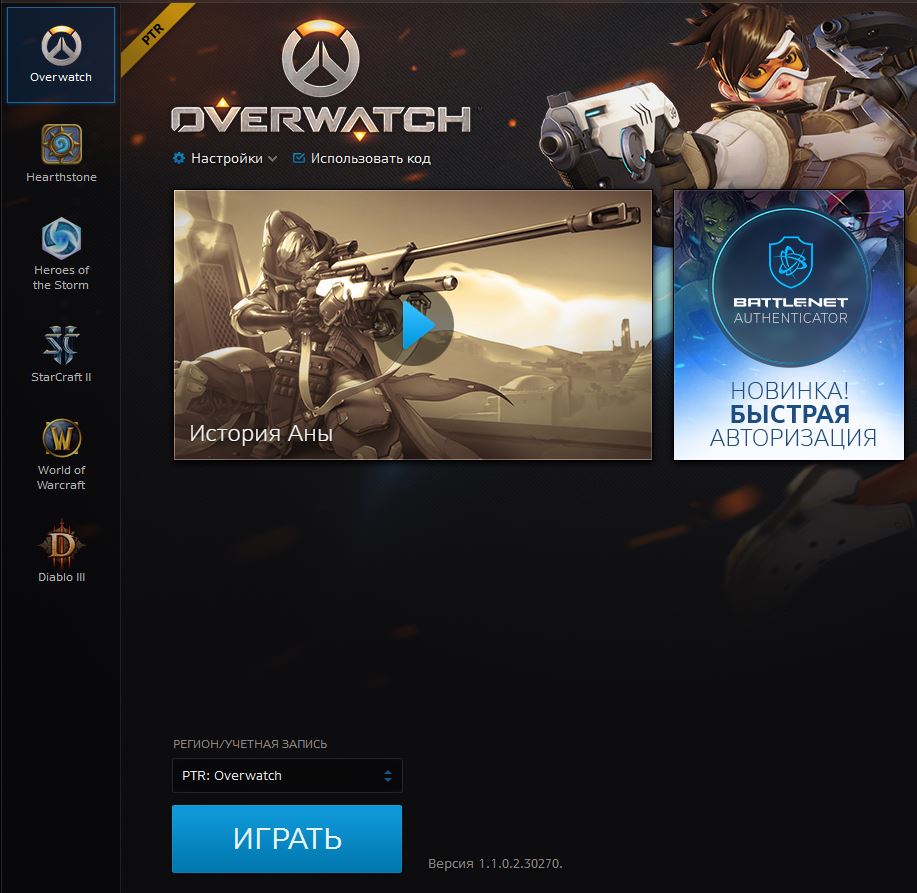 Overwatch
Hearthstone
Heroes of
the Storm
StarCraft II
World of
Warcraft
Diablo III
PTR
OVERWATCH
Настройки
Использовать код
История Аны
BATTLE.NET
AUTHENTICATOR
НОВИНКА!
БЫСТРАЯ
АВТОРИЗАЦИЯ
РЕГИОН/УЧЕТНАЯ ЗАПИСЬ
PTR: Overwatch
ИГРАТЬ
Версия 1.1.0.2.30270.